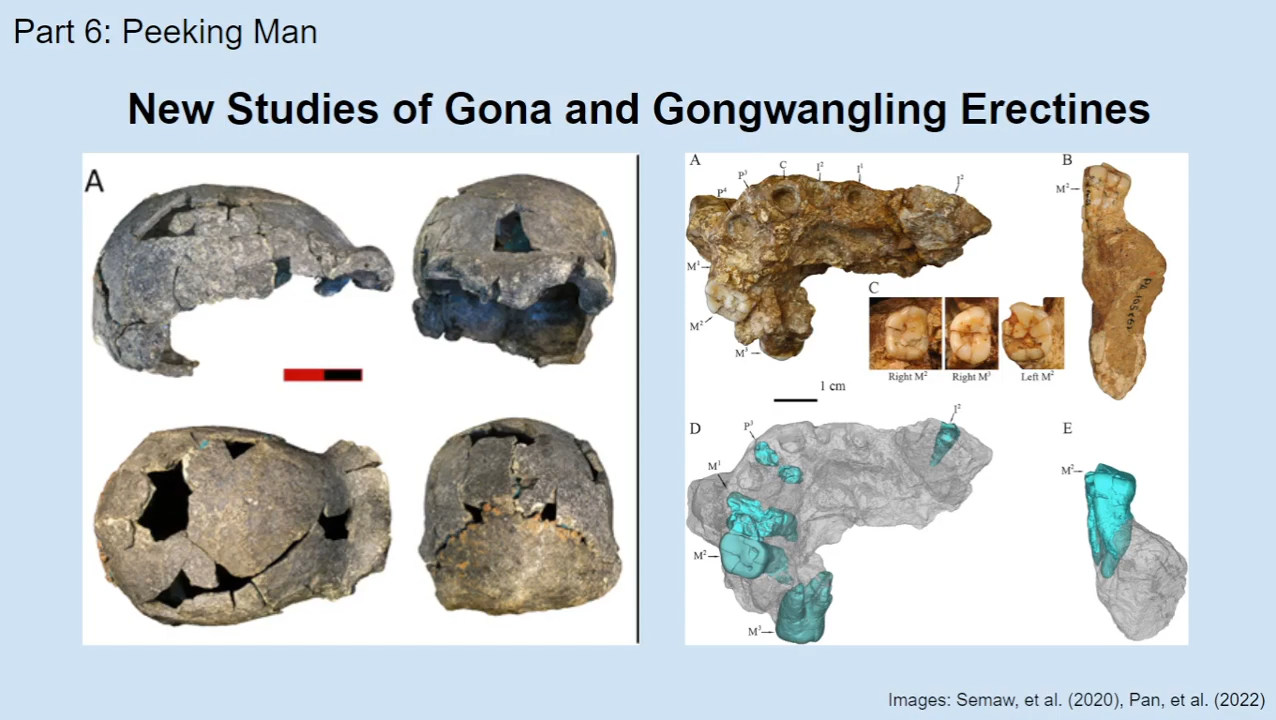 Part 6: Peeking Man
New Studies of Gona and Gongwangling Erectines
A
A
P⁴
P³
C
I²
I¹
I²
M¹
M²
M³
B
M²
C
Right M²
Right M³
Left M²
1 cm
D
P³
I²
M¹
M²
M³
E
M²
Images: Semaw, et al. (2020), Pan, et al. (2022)